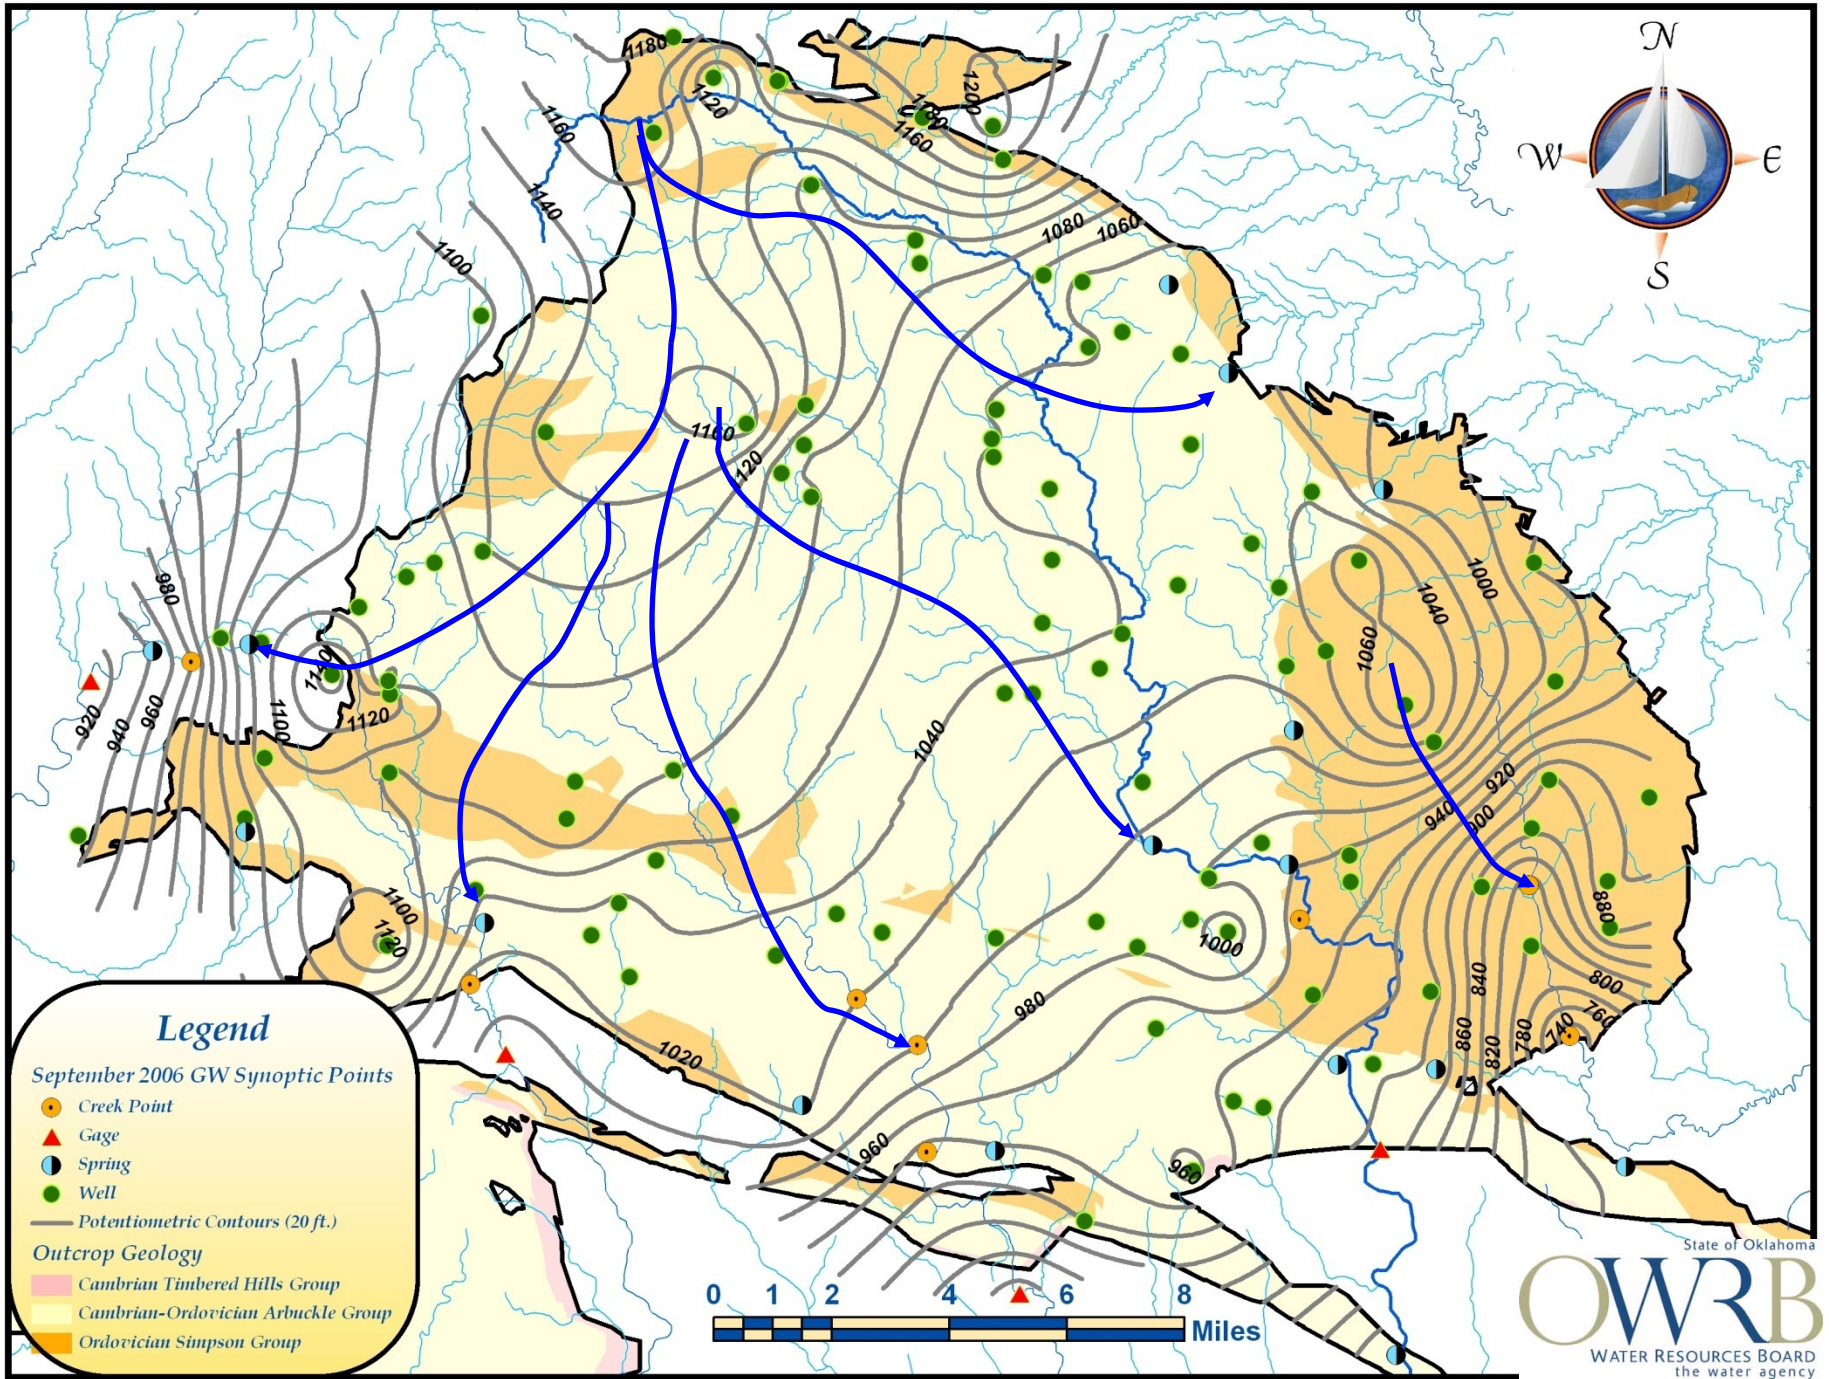 N
W
E
S
1180
1120
1200
1180
1160
1160
1140
1100
1080
1060
1160
1120
980
1000
1040
1060
1140
1120
1100
920
940
960
1040
920
940
900
880
1100
1120
1000
980
840
800
760
740
780
860
820
1020
960
960
Legend
September 2006 GW Synoptic Points
Creek Point
Gage
Spring
Well
Potentiometric Contours (20 ft.)
Outcrop Geology
Cambrian Timbered Hills Group
Cambrian-Ordovician Arbuckle Group
Ordovician Simpson Group
0 1 2 4 6 8
Miles
State of Oklahoma
OWRB
WATER RESOURCES BOARD
the water agency